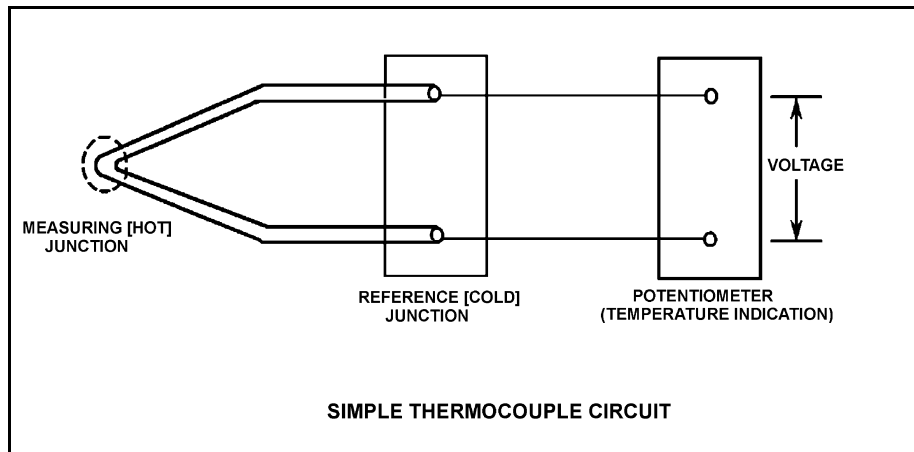 MEASURING [HOT]
JUNCTION
REFERENCE [COLD]
JUNCTION
VOLTAGE
POTENTIOMETER
(TEMPERATURE INDICATION)
SIMPLE THERMOCOUPLE CIRCUIT